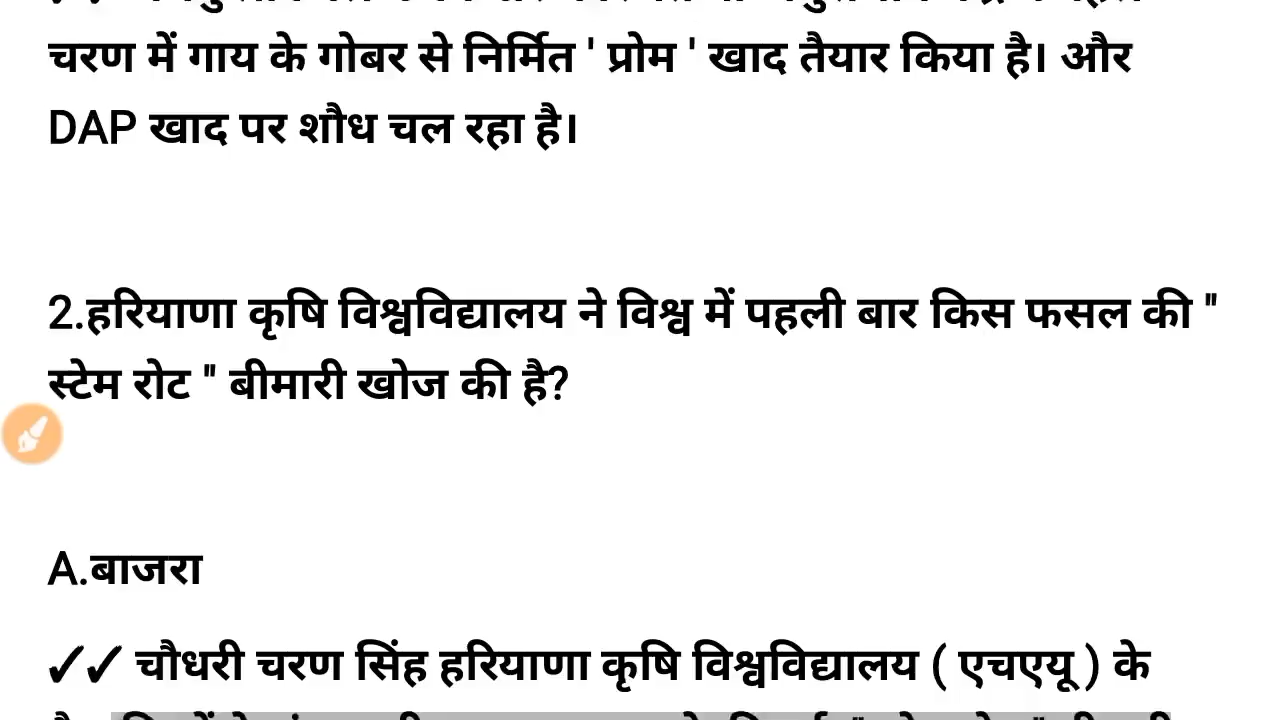 चरण में गाय के गोबर से निर्मित ' प्रोम ' खाद तैयार किया है। और
DAP खाद पर शौध चल रहा है।
2.हरियाणा कृषि विश्वविद्यालय ने विश्व में पहली बार किस फसल की "
स्टेम रोट " बीमारी खोज की है?
A.बाजरा
✓✓ चौधरी चरण सिंह हरियाणा कृषि विश्वविद्यालय ( एचएयू ) के